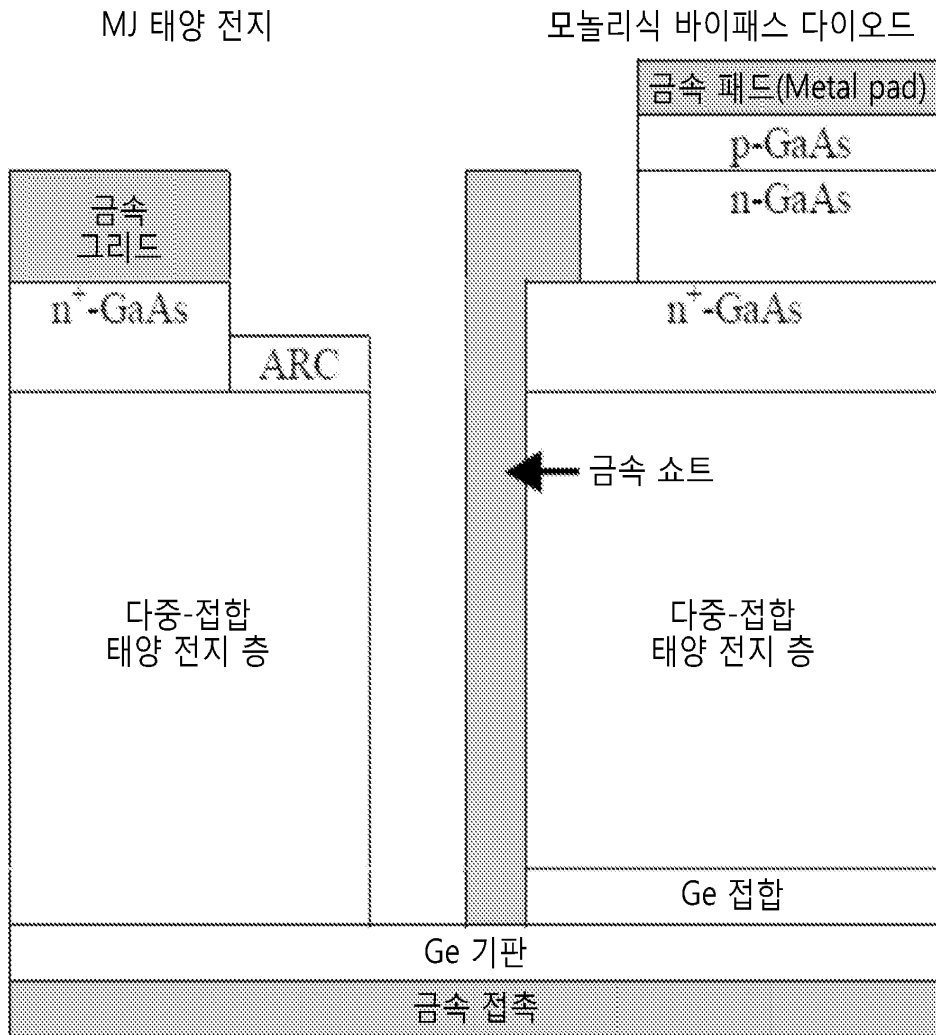 MJ 태양 전지
모놀리식 바이패스 다이오드
금속 패드(Metal pad)
p-GaAs
n-GaAs
금속
그리드
n⁺-GaAs
n⁺-GaAs
ARC
금속 쇼트
다중-접합
태양 전지 층
다중-접합
태양 전지 층
Ge 접합
Ge 기판
금속 접촉